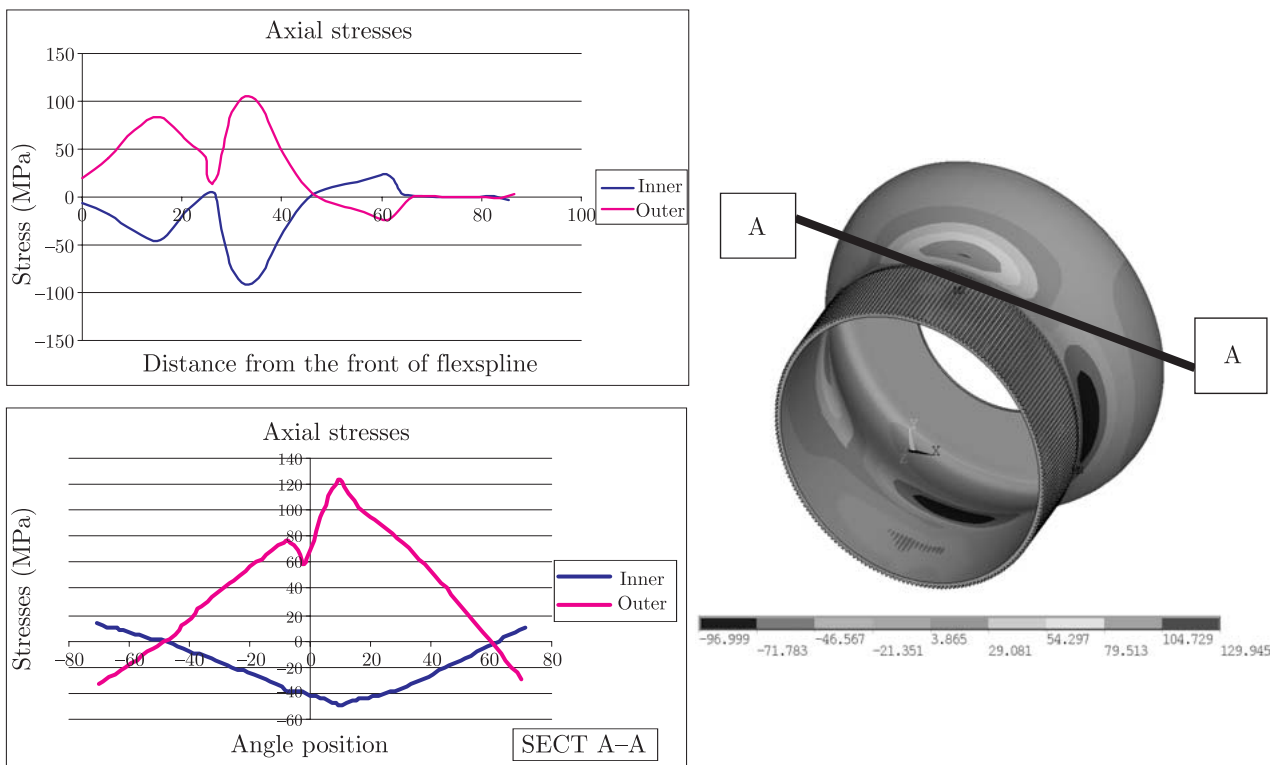 Axial stresses
150
100
50
0
−50
−100
−150
0 20 40 60 80 100
Stress (MPa)
Inner
Outer
Distance from the front of flexspline
Axial stresses
140
120
100
80
60
40
20
0
−20
−40
−60
−80 −60 −40 −20 0 20 40 60 80
Stresses (MPa)
Inner
Outer
Angle position
SECT A–A
A
A
MX
X
-96.999 -46.567 3.865 54.297 104.729
-71.783 -21.351 29.081 79.513 129.945